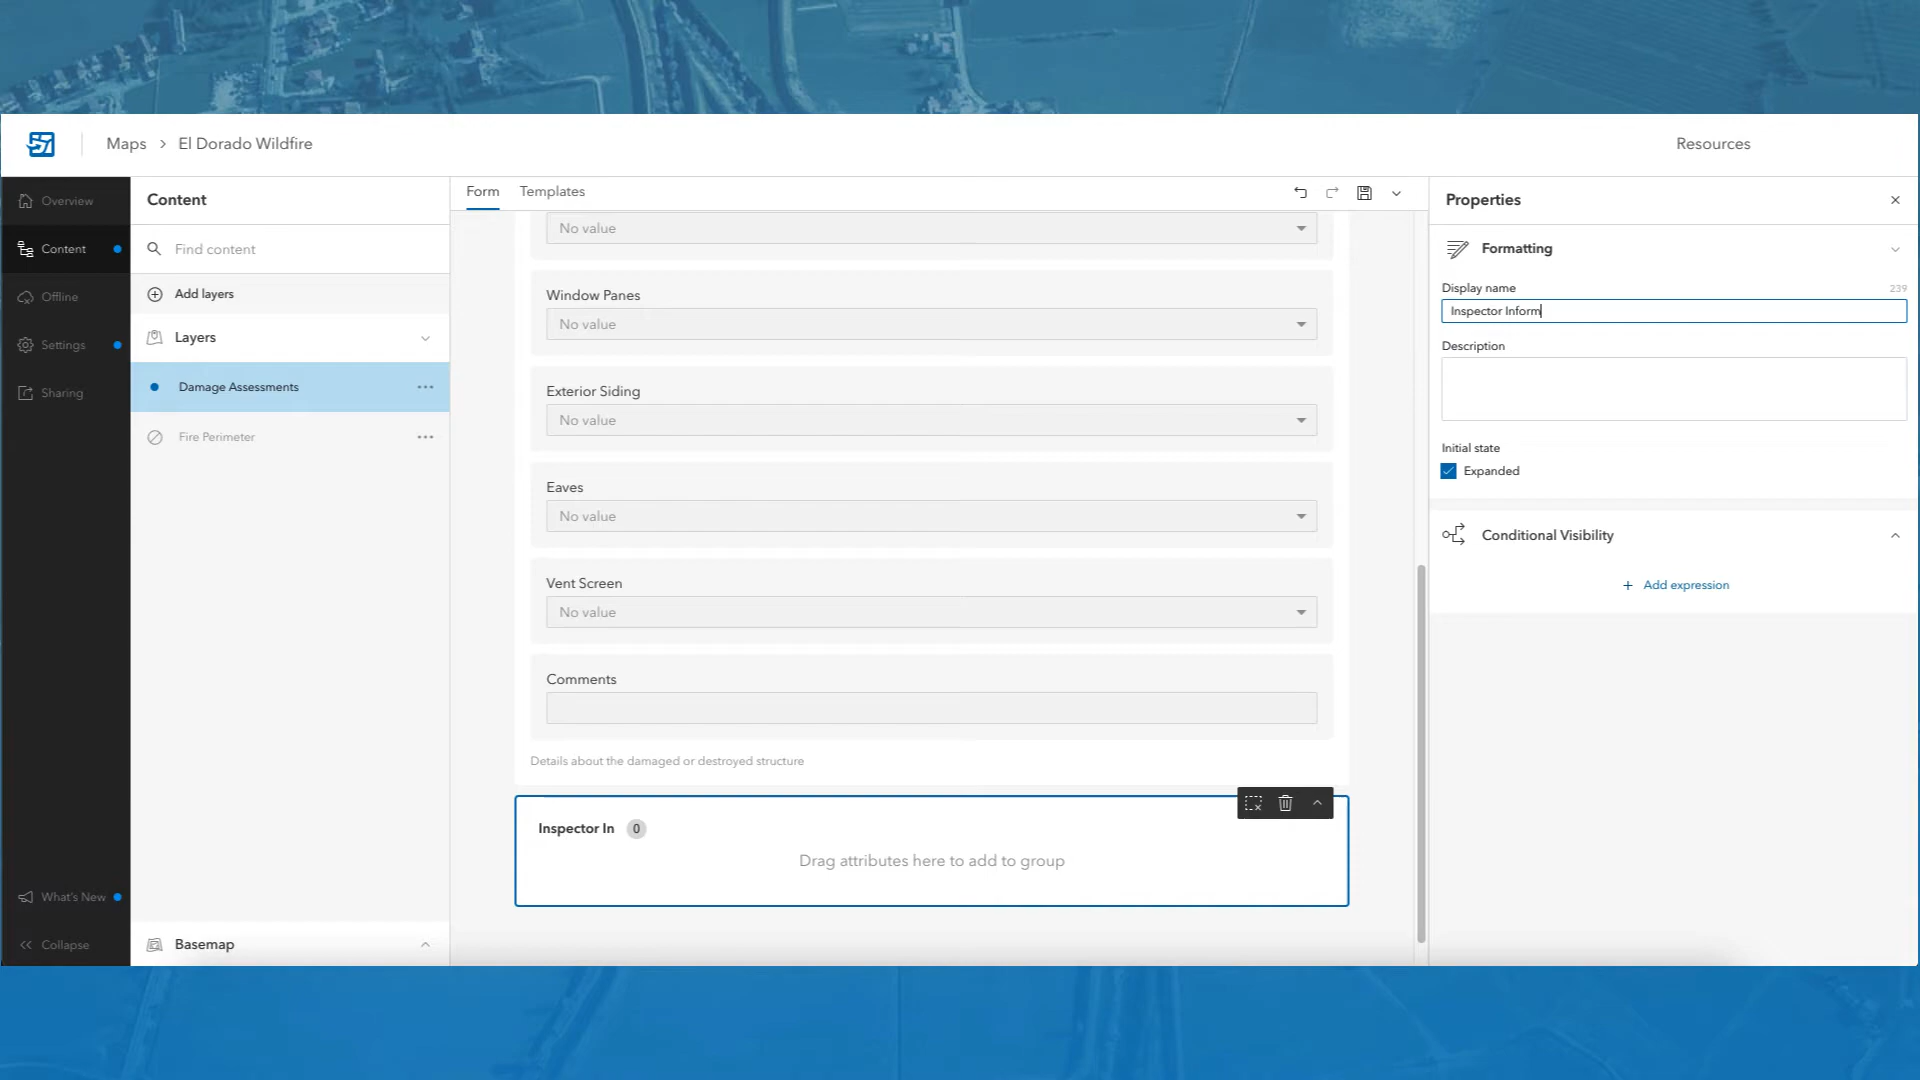 Maps > El Dorado Wildfire
Resources
Overview
Content
Offline
Settings
Sharing
What's New
Collapse
Content
Find content
Add layers
Layers
Damage Assessments
Fire Perimeter
Basemap
Form Templates
No value
Window Panes
No value
Exterior Siding
No value
Eaves
No value
Vent Screen
No value
Comments
Details about the damaged or destroyed structure
Inspector In 0
Drag attributes here to add to group
Properties
Formatting
Display name 239
Inspector Inform
Description
Initial state
Expanded
Conditional Visibility
+ Add expression